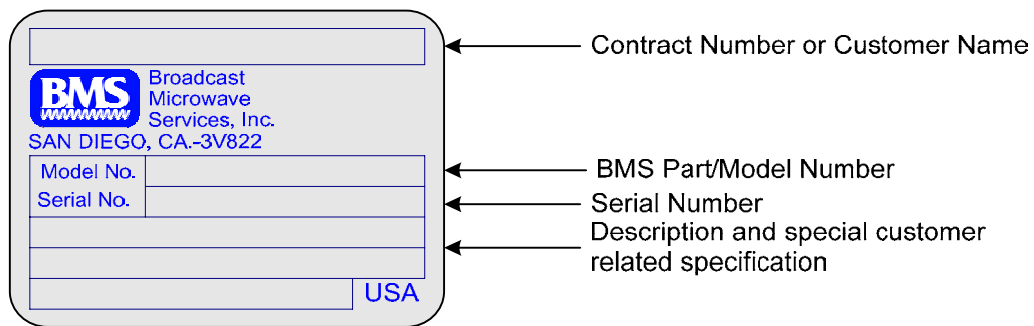 Contract Number or Customer Name
BMS
Broadcast
Microwave
Services, Inc.
SAN DIEGO, CA.-3V822
Model No.
BMS Part/Model Number
Serial No.
Serial Number
Description and special customer
related specification
USA